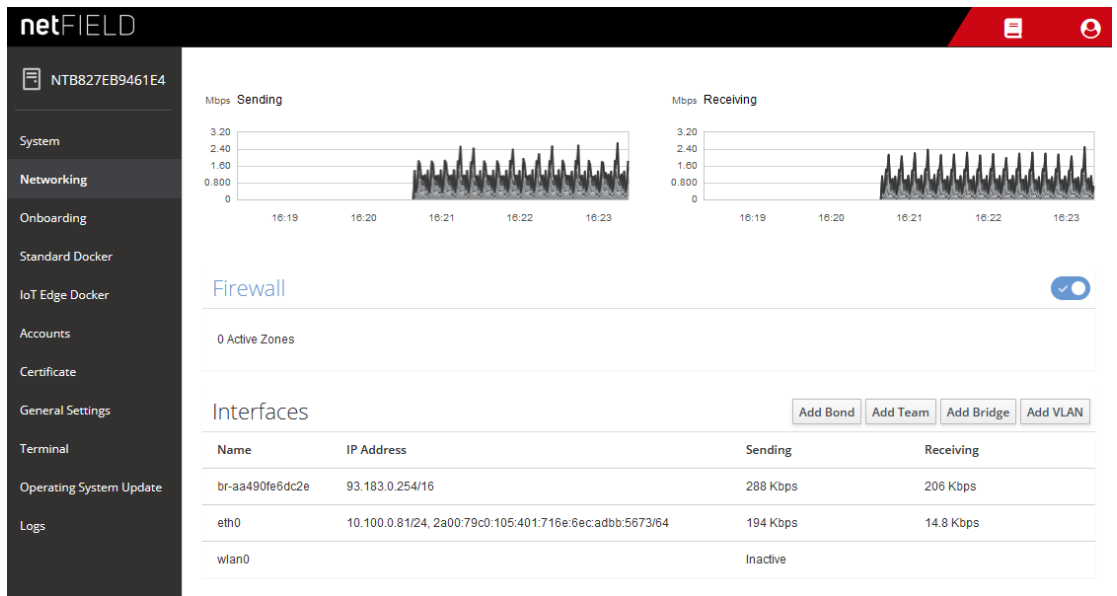 netFIELD
NTB827EB9461E4
System
Networking
Onboarding
Standard Docker
IoT Edge Docker
Accounts
Certificate
General Settings
Terminal
Operating System Update
Logs
Mbps Sending
3.20
2.40
1.60
0.800
0
16:19 16:20 16:21 16:22 16:23
Mbps Receiving
3.20
2.40
1.60
0.800
0
16:19 16:20 16:21 16:22 16:23
Firewall
0 Active Zones
Interfaces Add Bond Add Team Add Bridge Add VLAN
Name IP Address Sending Receiving
br-aa490fe6dc2e 93.183.0.254/16 288 Kbps 206 Kbps
eth0 10.100.0.81/24, 2a00:79c0:105:401:716e:6ec:adbb:5673/64 194 Kbps 14.8 Kbps
wlan0 Inactive